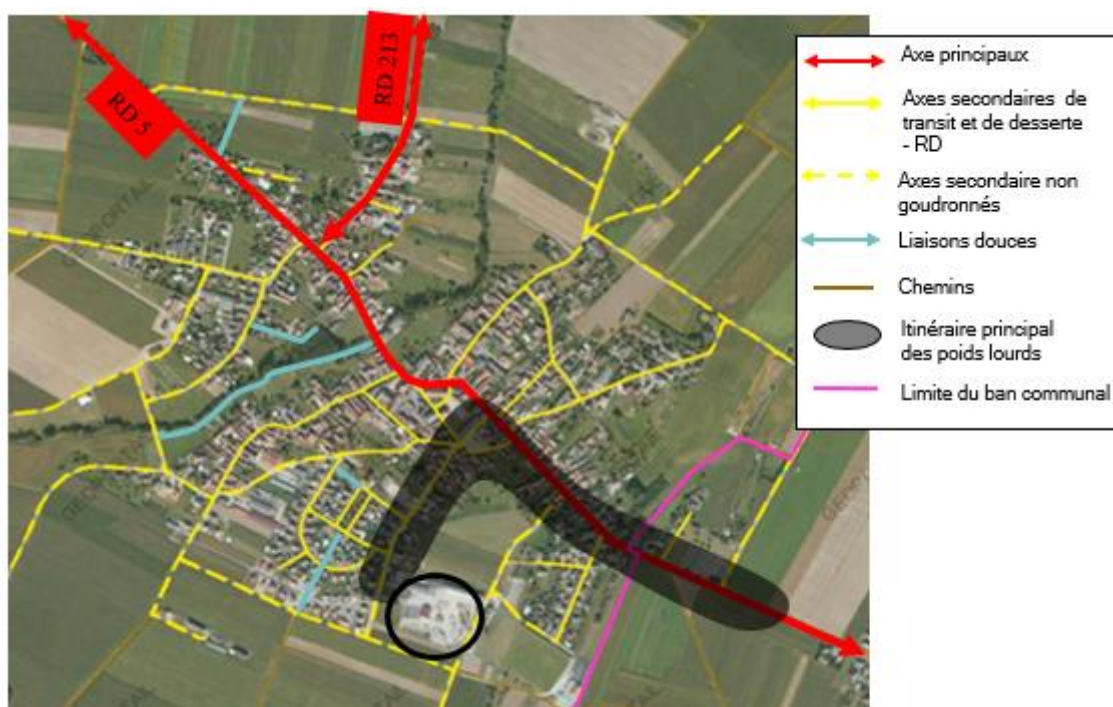 RD 5
RD 213
Axe principaux
Axes secondaires de
transit et de desserte
- RD
Axes secondaire non
goudronnés
Liaisons douces
Chemins
Itinéraire principal
des poids lourds
Limite du ban communal